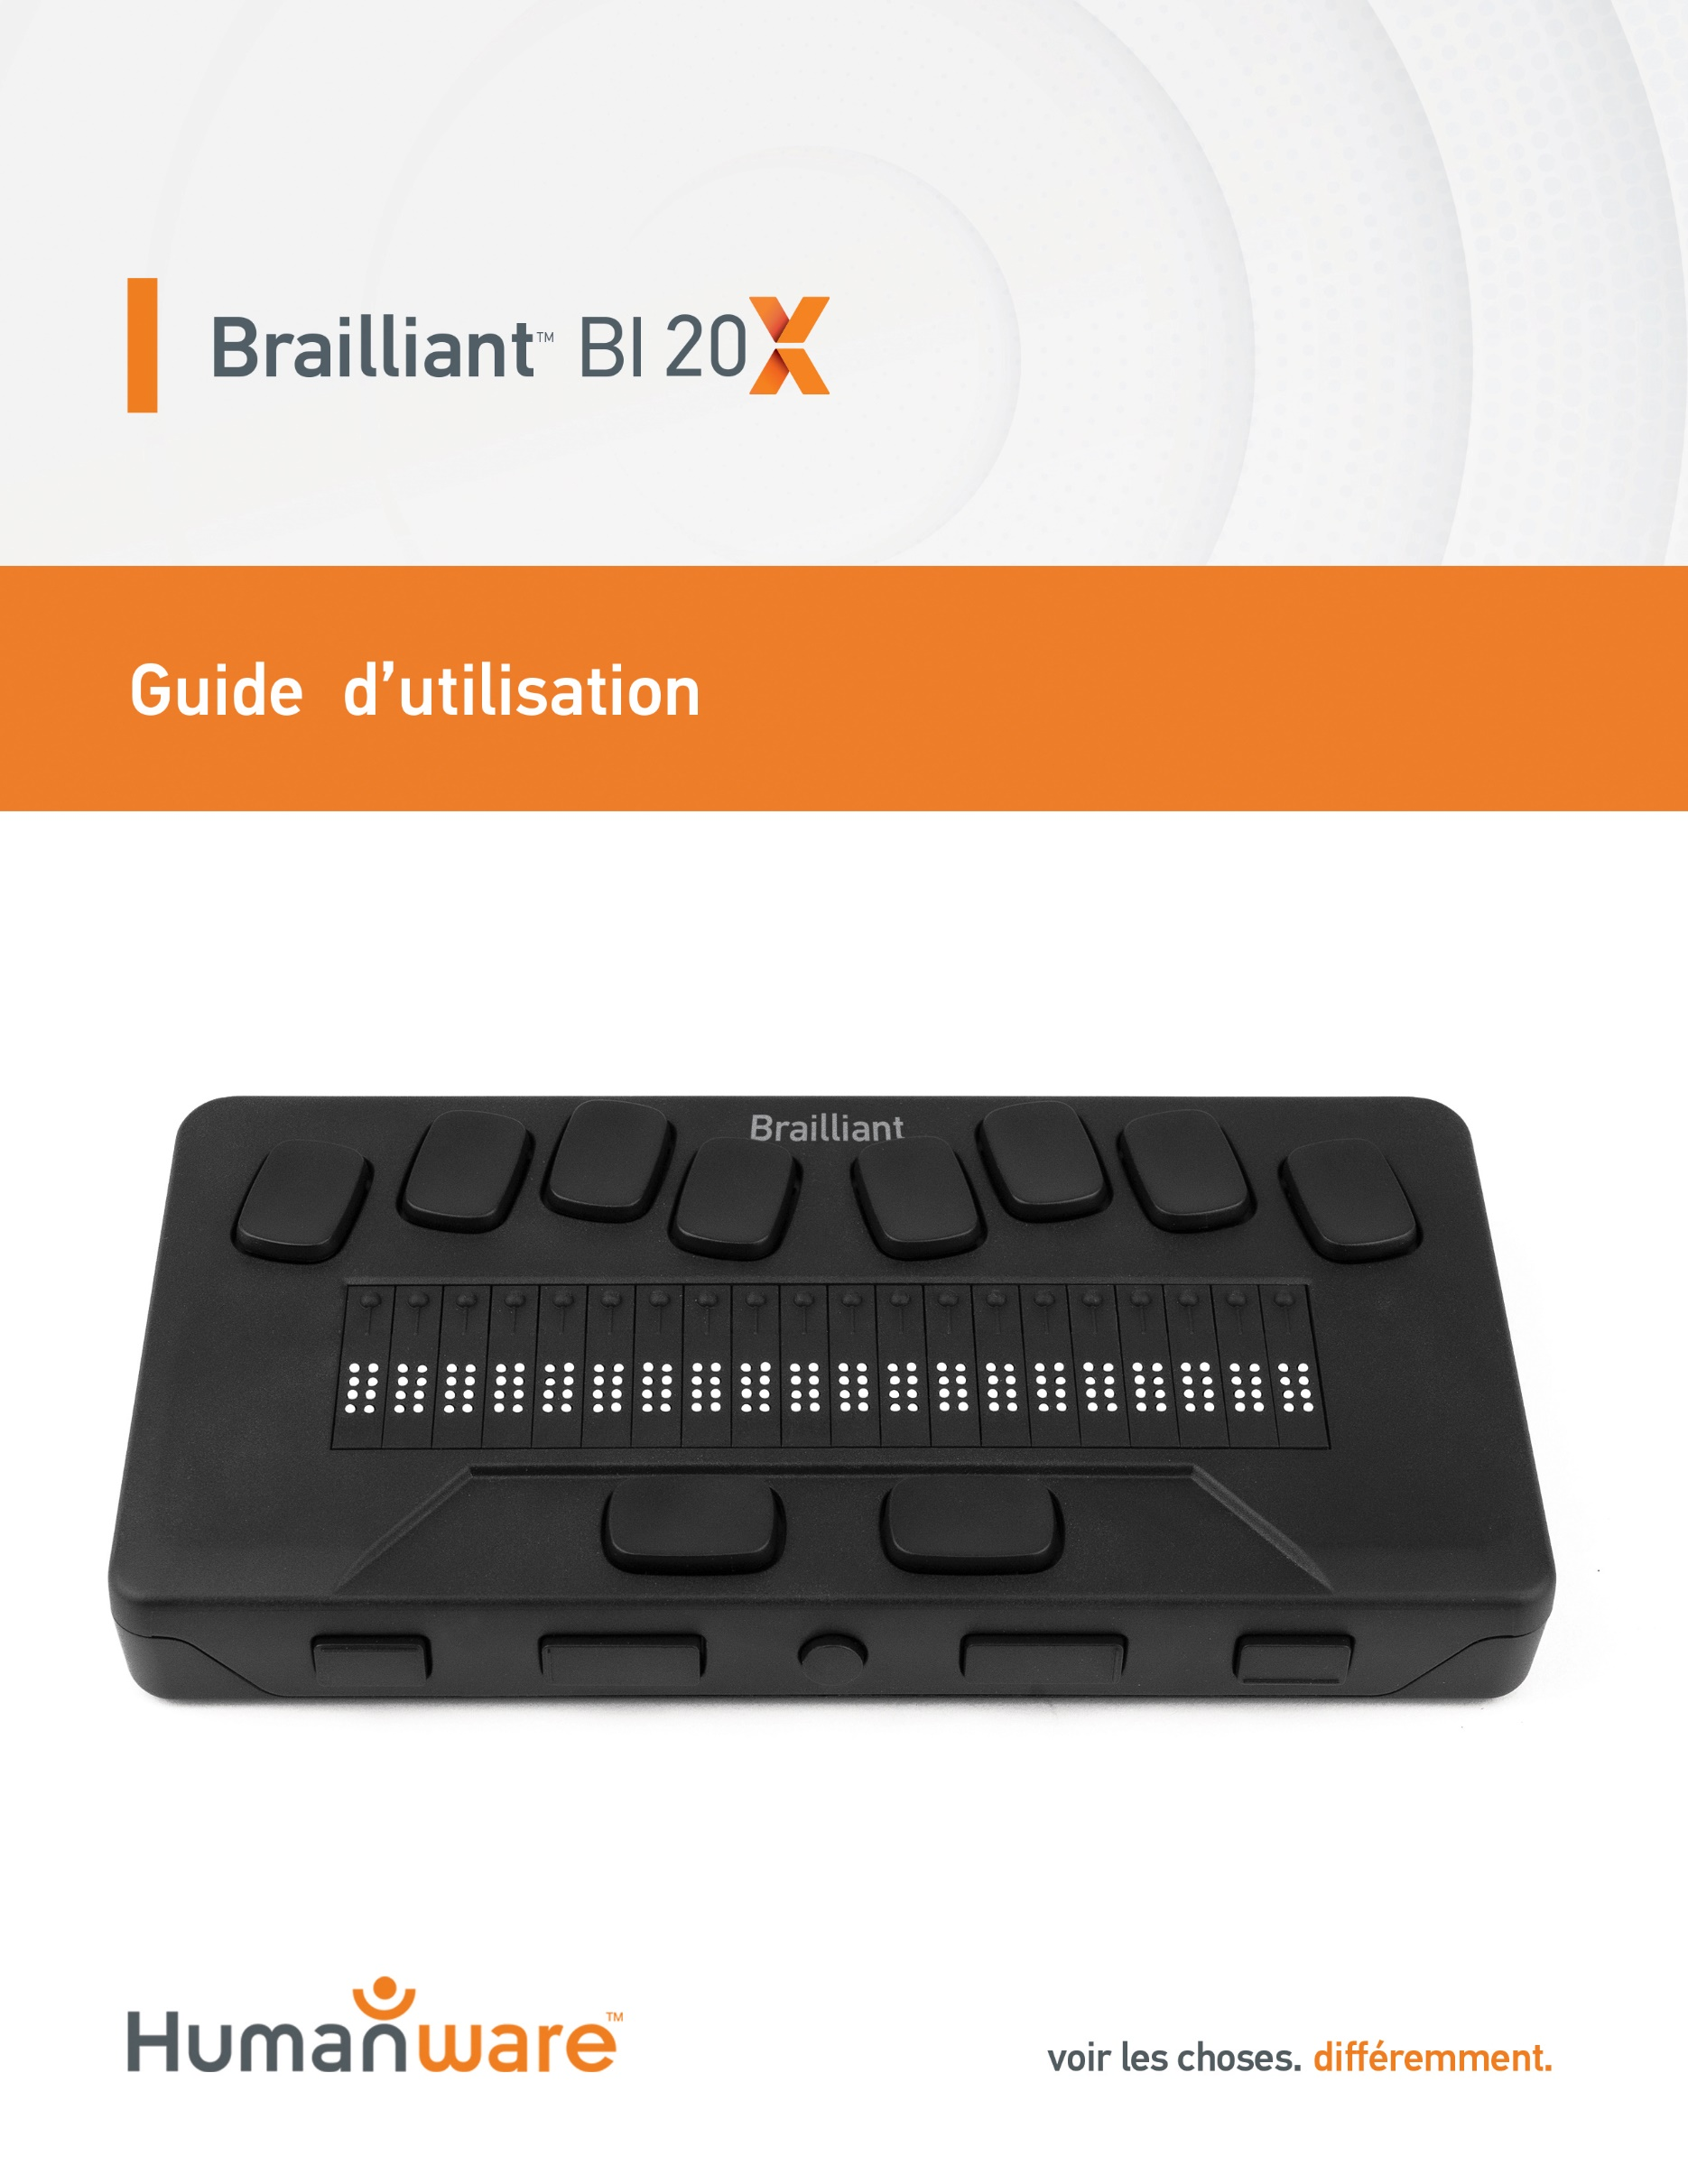 Brailliant™ BI 20X
Guide d’utilisation
Brailliant
Humanware™
voir les choses. différemment.